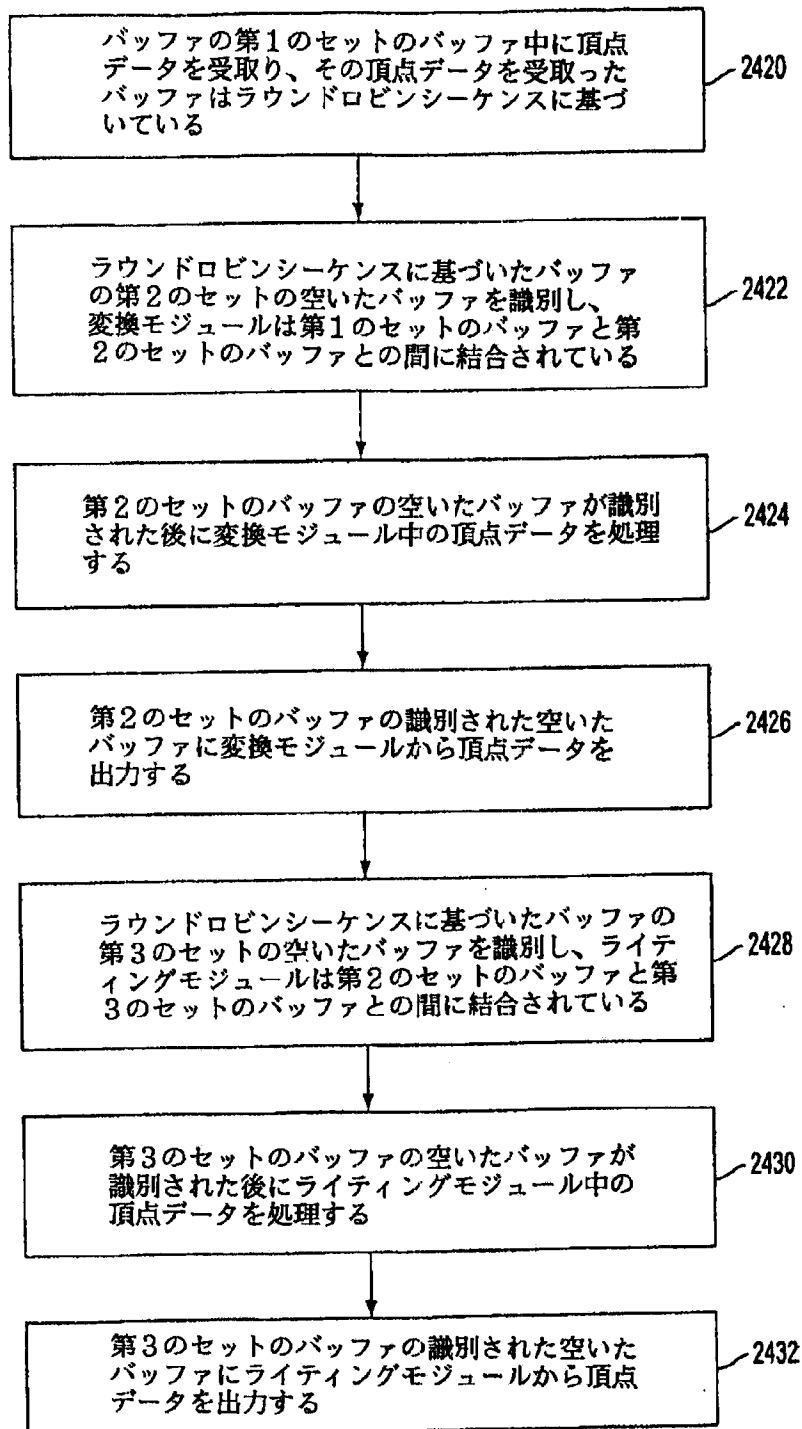 バッファの第1のセットのバッファ中に頂点
データを受取り、その頂点データを受取った
バッファはラウンドロビンシーケンスに基づ
いている
2420
ラウンドロビンシーケンスに基づいたバッファ
の第2のセットの空いたバッファを識別し、
変換モジュールは第1のセットのバッファと第
2のセットのバッファとの間に結合されている
2422
第2のセットのバッファの空いたバッファが識別
された後に変換モジュール中の頂点データを処理
する
2424
第2のセットのバッファの識別された空いた
バッファに変換モジュールから頂点データを
出力する
2426
ラウンドロビンシーケンスに基づいたバッファの
第3のセットの空いたバッファを識別し、ライテ
ィングモジュールは第2のセットのバッファと第
3のセットのバッファとの間に結合されている
2428
第3のセットのバッファの空いたバッファが
識別された後にライティングモジュール中の
頂点データを処理する
2430
第3のセットのバッファの識別された空いた
バッファにライティングモジュールから頂点
データを出力する
2432